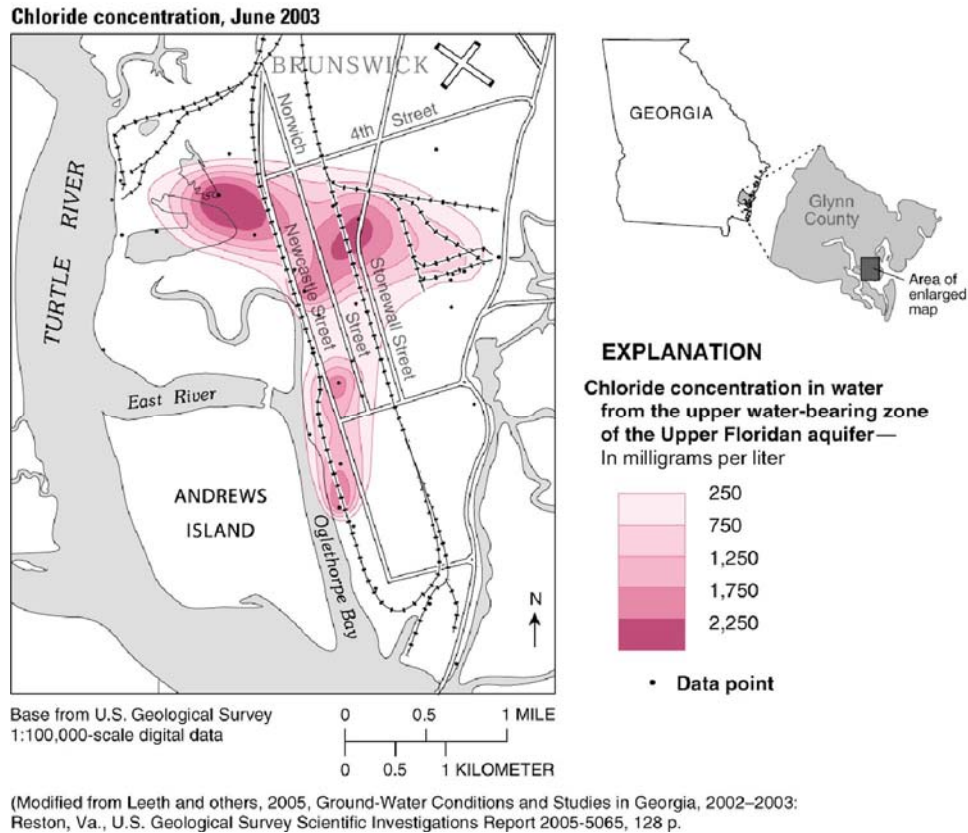 Chloride concentration, June 2003
BRUNSWICK
Norwich
4th Street
TURTLE RIVER
Newcastle Street
Street
Stonewall Street
East River
ANDREWS
ISLAND
Oglethorpe Bay
N
Base from U.S. Geological Survey
1:100,000-scale digital data
0 0.5 1 MILE
0 0.5 1 KILOMETER
GEORGIA
Glynn
County
Area of
enlarged
map
EXPLANATION
Chloride concentration in water
from the upper water-bearing zone
of the Upper Floridan aquifer—
In milligrams per liter
250
750
1,250
1,750
2,250
Data point
(Modified from Leeth and others, 2005, Ground-Water Conditions and Studies in Georgia, 2002–2003:
Reston, Va., U.S. Geological Survey Scientific Investigations Report 2005-5065, 128 p.